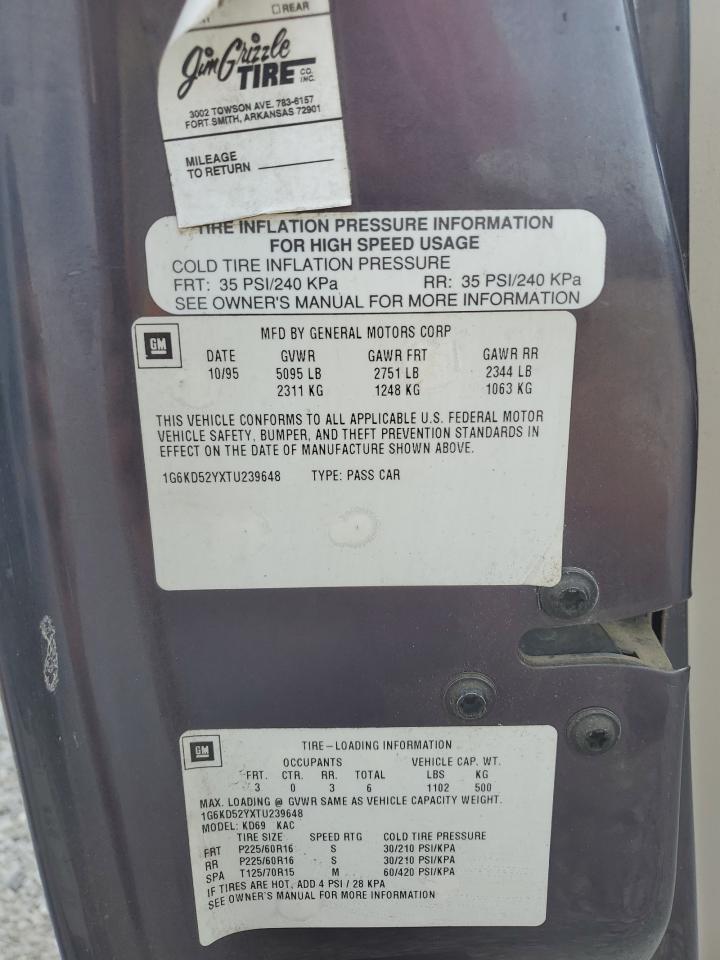 REAR
Jim Grizzle
TIRE CO. INC.
3002 TOWSON AVE. 783-6157
FORT SMITH, ARKANSAS 72901
MILEAGE
TO RETURN
TIRE INFLATION PRESSURE INFORMATION
FOR HIGH SPEED USAGE
COLD TIRE INFLATION PRESSURE
FRT: 35 PSI/240 KPa RR: 35 PSI/240 KPa
SEE OWNER'S MANUAL FOR MORE INFORMATION
GM
MFD BY GENERAL MOTORS CORP
DATE GVWR GAWR FRT GAWR RR
10/95 5095 LB 2751 LB 2344 LB
2311 KG 1248 KG 1063 KG
THIS VEHICLE CONFORMS TO ALL APPLICABLE U.S. FEDERAL MOTOR
VEHICLE SAFETY, BUMPER, AND THEFT PREVENTION STANDARDS IN
EFFECT ON THE DATE OF MANUFACTURE SHOWN ABOVE.
1G6KD52YXTU239648 TYPE: PASS CAR
GM
TIRE-LOADING INFORMATION
OCCUPANTS VEHICLE CAP. WT.
FRT. CTR. RR. TOTAL LBS KG
3 0 3 6 1102 500
MAX. LOADING @ GVWR SAME AS VEHICLE CAPACITY WEIGHT.
1G6KD52YXTU239648
MODEL: KD69 KAC
TIRE SIZE SPEED RTG COLD TIRE PRESSURE
FRT P225/60R16 S 30/210 PSI/KPA
RR P225/60R16 S 30/210 PSI/KPA
SPA T125/70R15 M 60/420 PSI/KPA
IF TIRES ARE HOT, ADD 4 PSI / 28 KPA
SEE OWNER'S MANUAL FOR MORE INFORMATION